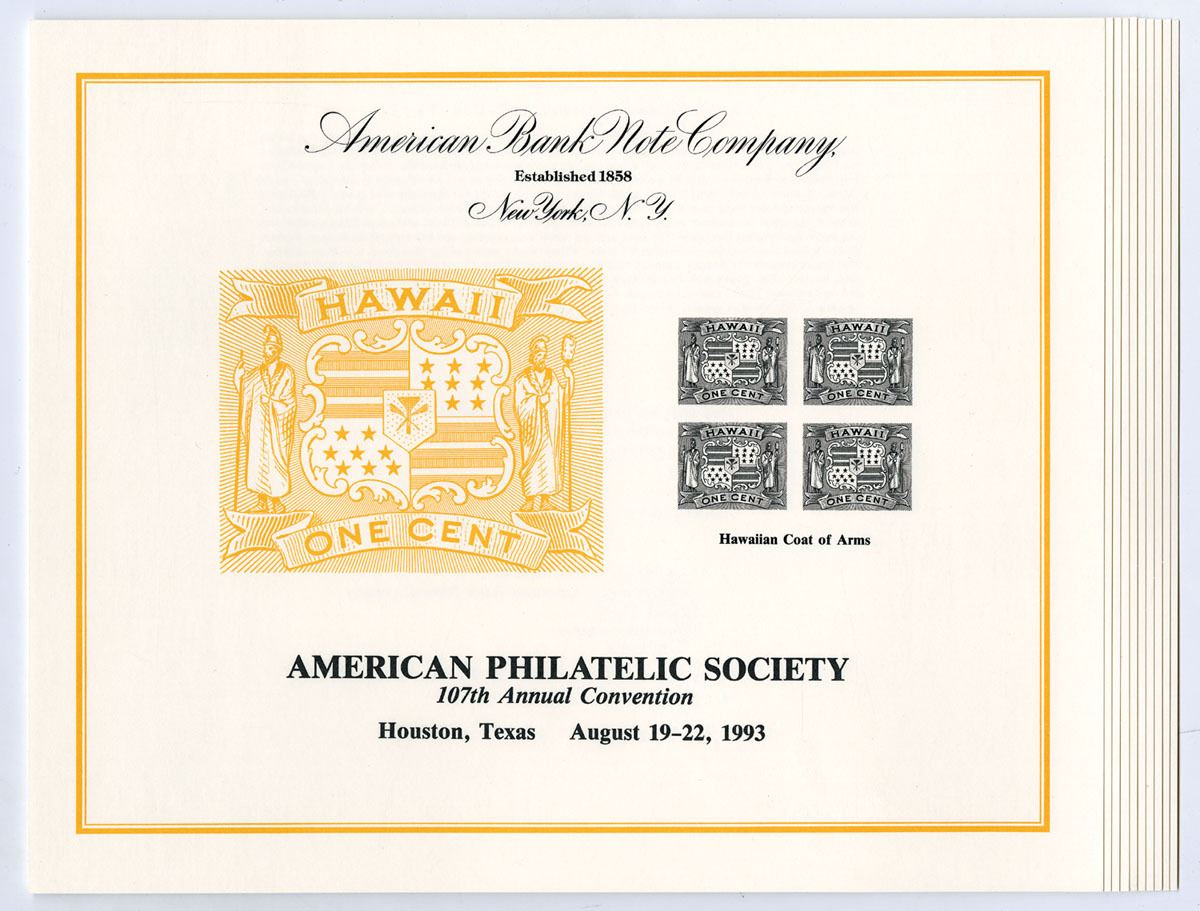 American Bank Note Company,
Established 1858
New York, N. Y.
HAWAII
ONE CENT
HAWAII
ONE CENT
HAWAII
ONE CENT
HAWAII
ONE CENT
HAWAII
ONE CENT
Hawaiian Coat of Arms
AMERICAN PHILATELIC SOCIETY
107th Annual Convention
Houston, Texas August 19–22, 1993